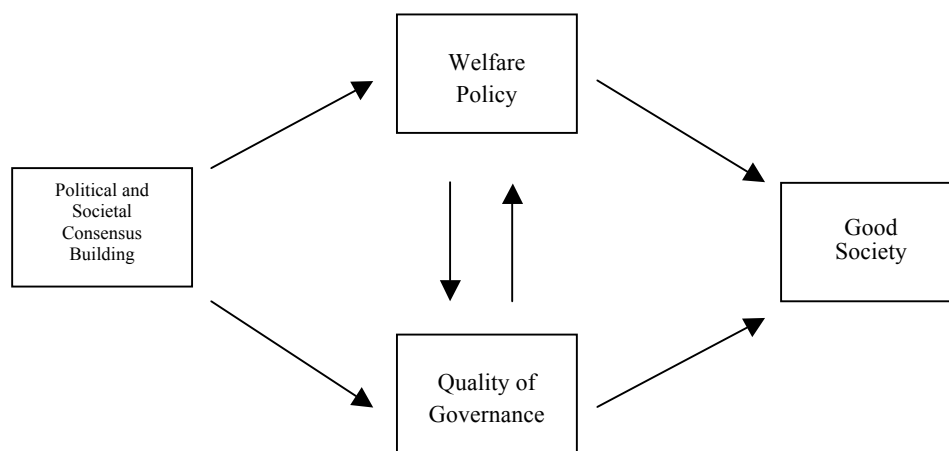 Welfare
Policy
Political and
Societal
Consensus
Building
Good
Society
Quality of
Governance